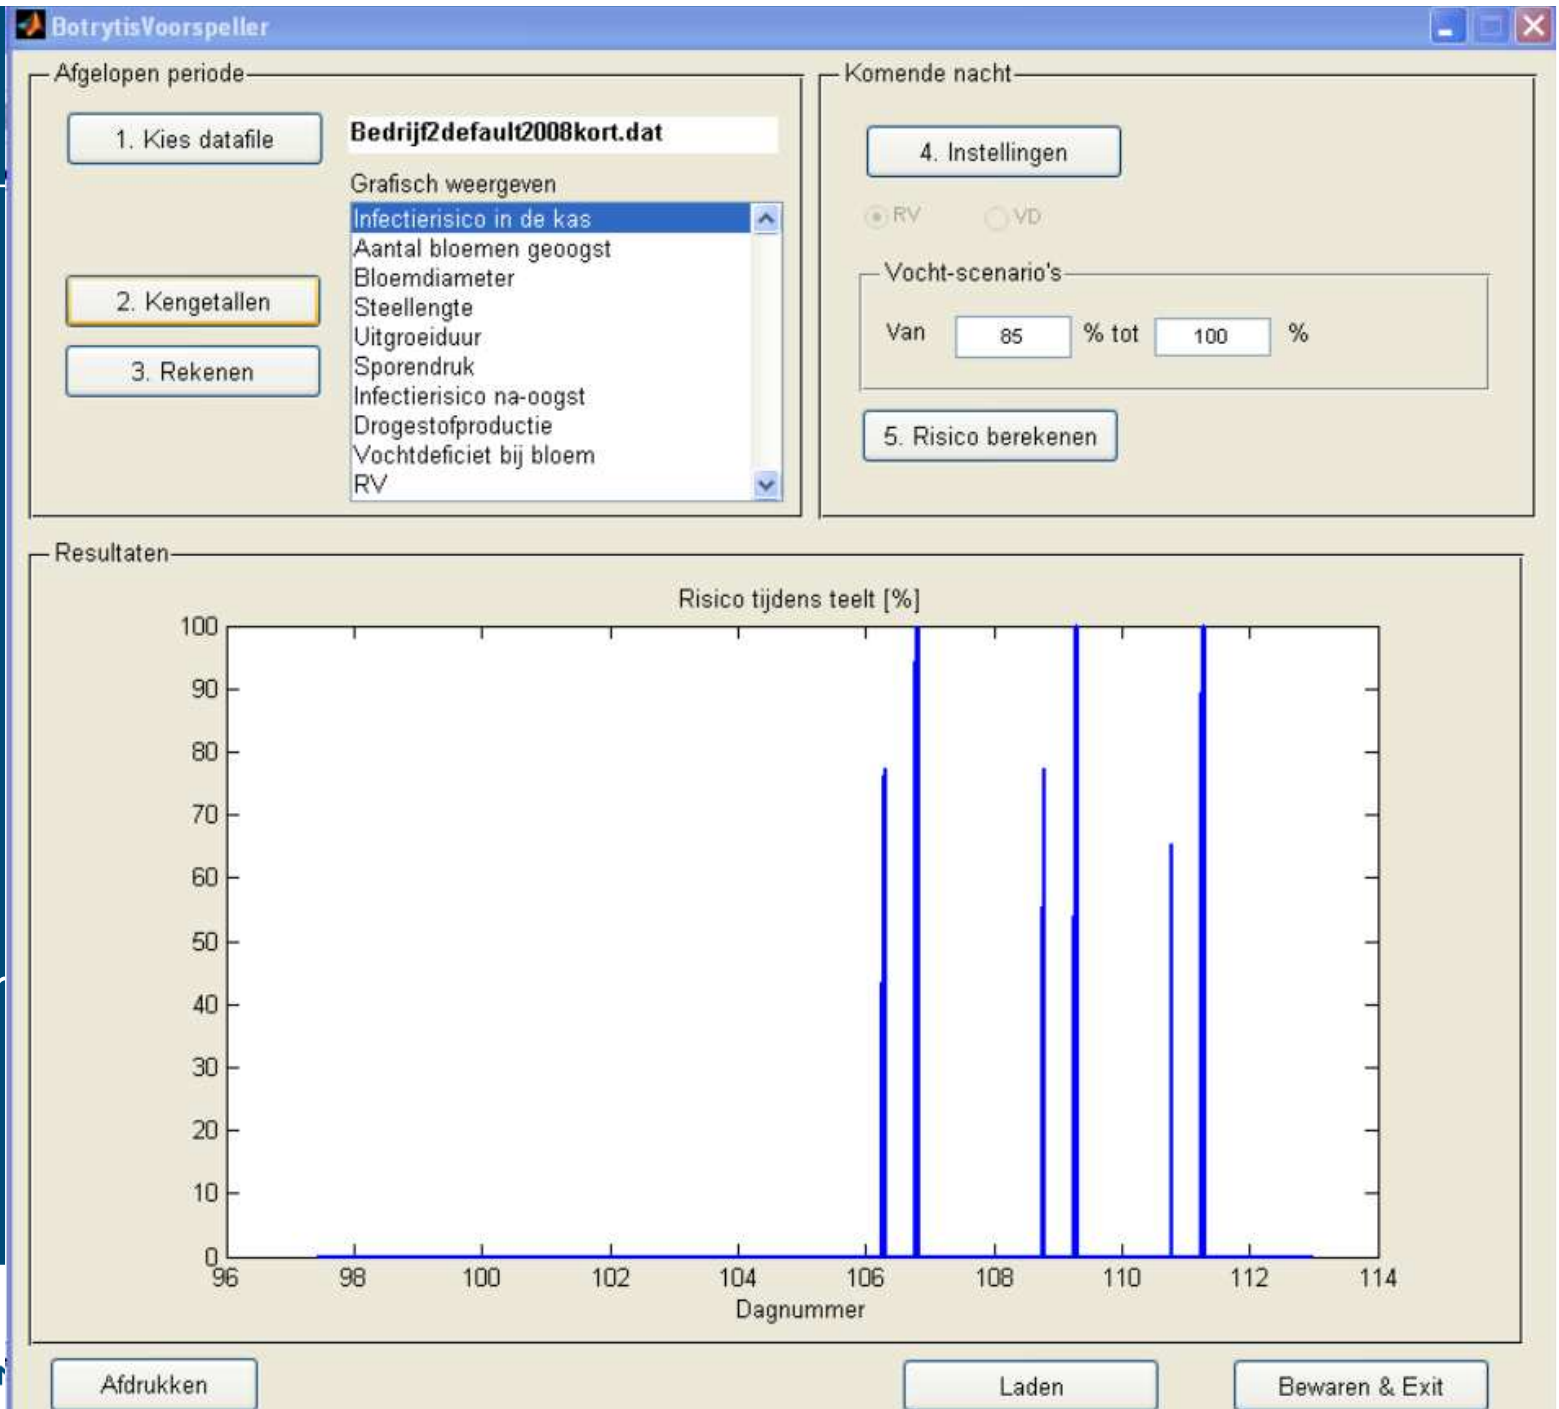 BotrytisVoorspeller
Afgelopen periode
1. Kies datafile
Bedrijf2default2008kort.dat
Grafisch weergeven
Infectierisico in de kas
Aantal bloemen geoogst
Bloemdiameter
Steellengte
Uitgroeiduur
Sporendruk
Infectierisico na-oogst
Drogestofproductie
Vochtdeficiet bij bloem
RV
2. Kengetallen
3. Rekenen
Komende nacht
4. Instellingen
RV VD
Vocht-scenario's
Van 85 % tot 100 %
5. Risico berekenen
Resultaten
Risico tijdens teelt [%]
100
90
80
70
60
50
40
30
20
10
0
96 98 100 102 104 106 108 110 112 114
Dagnummer
Afdrukken
Laden
Bewaren & Exit